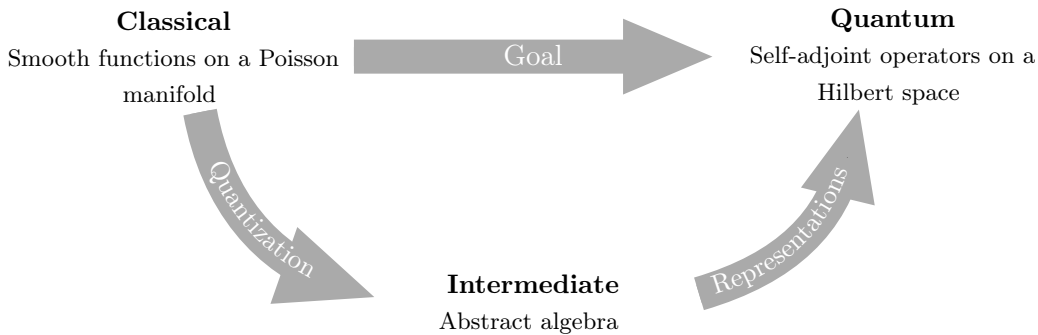 Classical
Smooth functions on a Poisson
manifold
Goal
Quantum
Self-adjoint operators on a
Hilbert space
Quantization
Intermediate
Abstract algebra
Representations